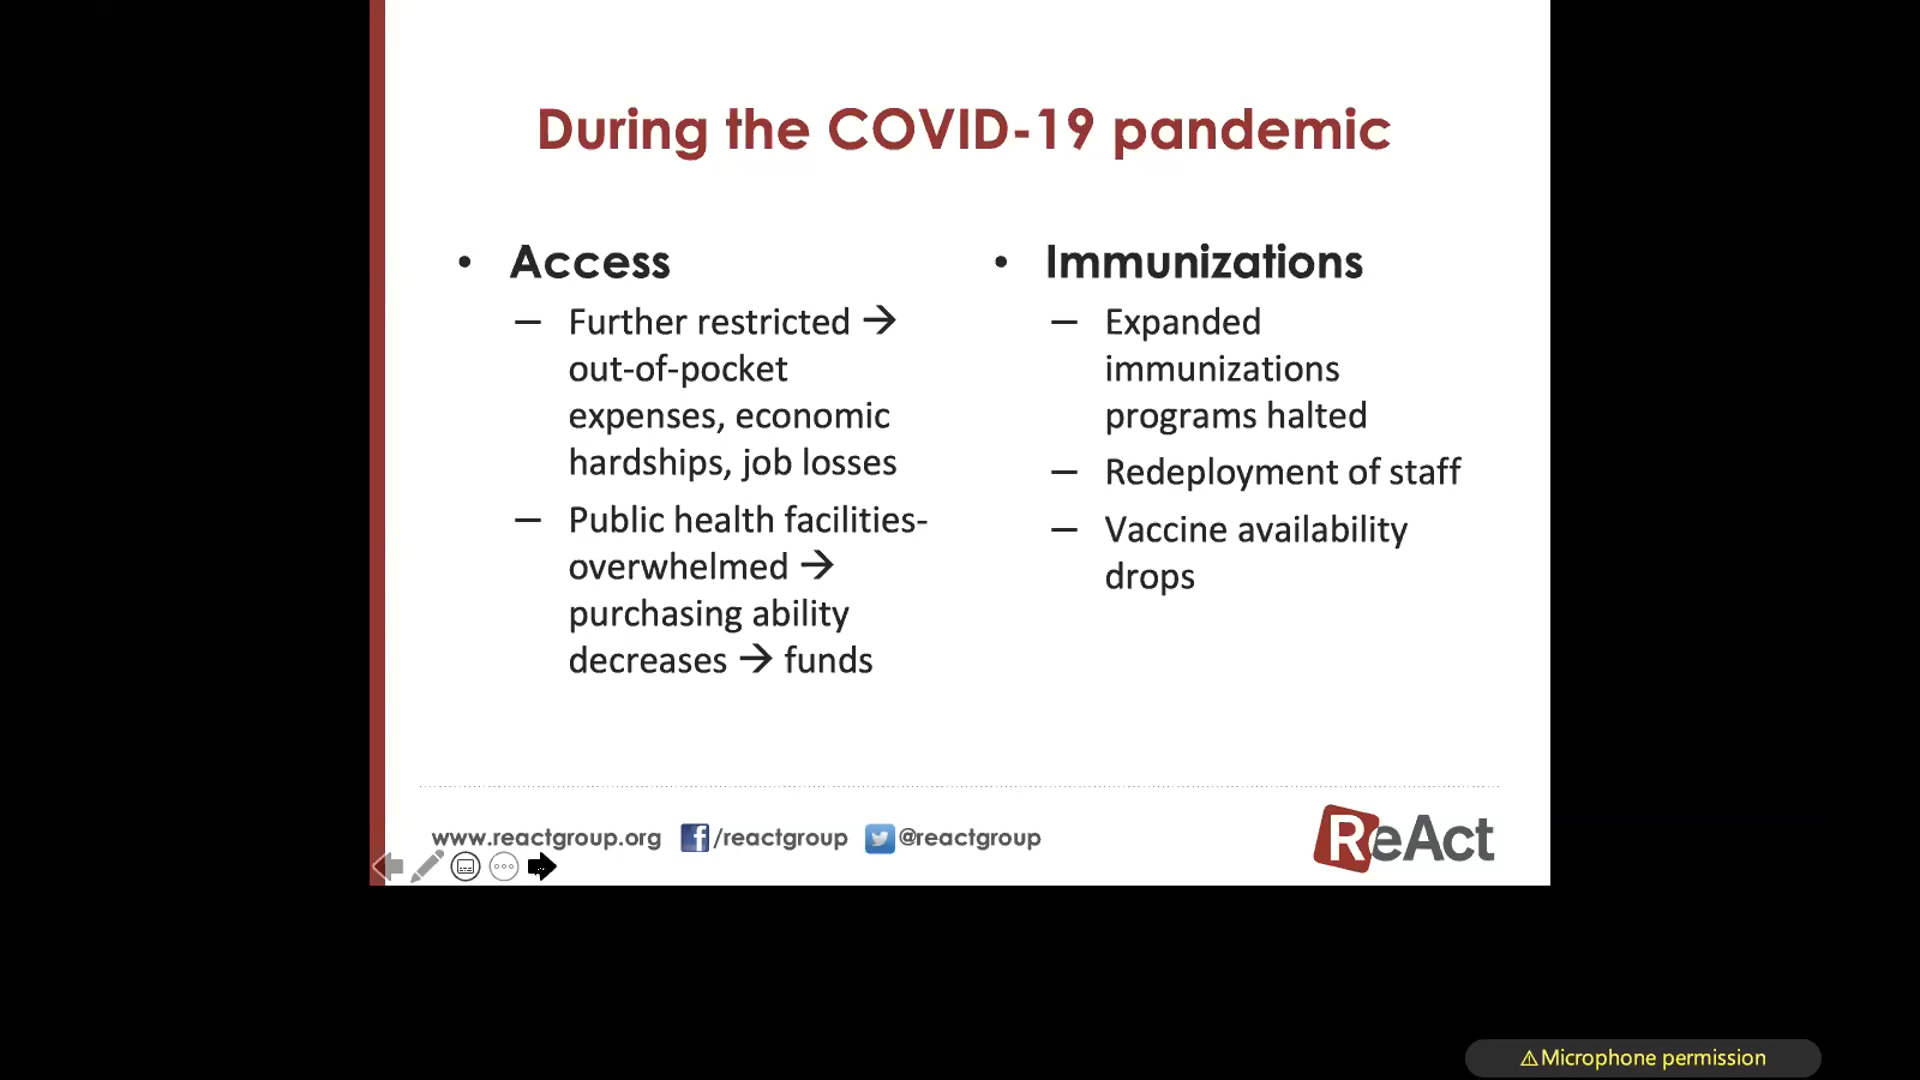 During the COVID-19 pandemic
• Access
– Further restricted →
out-of-pocket
expenses, economic
hardships, job losses
– Public health facilities-
overwhelmed →
purchasing ability
decreases → funds
• Immunizations
– Expanded
immunizations
programs halted
– Redeployment of staff
– Vaccine availability
drops
www.reactgroup.org /reactgroup @reactgroup
ReAct
⚠Microphone permission